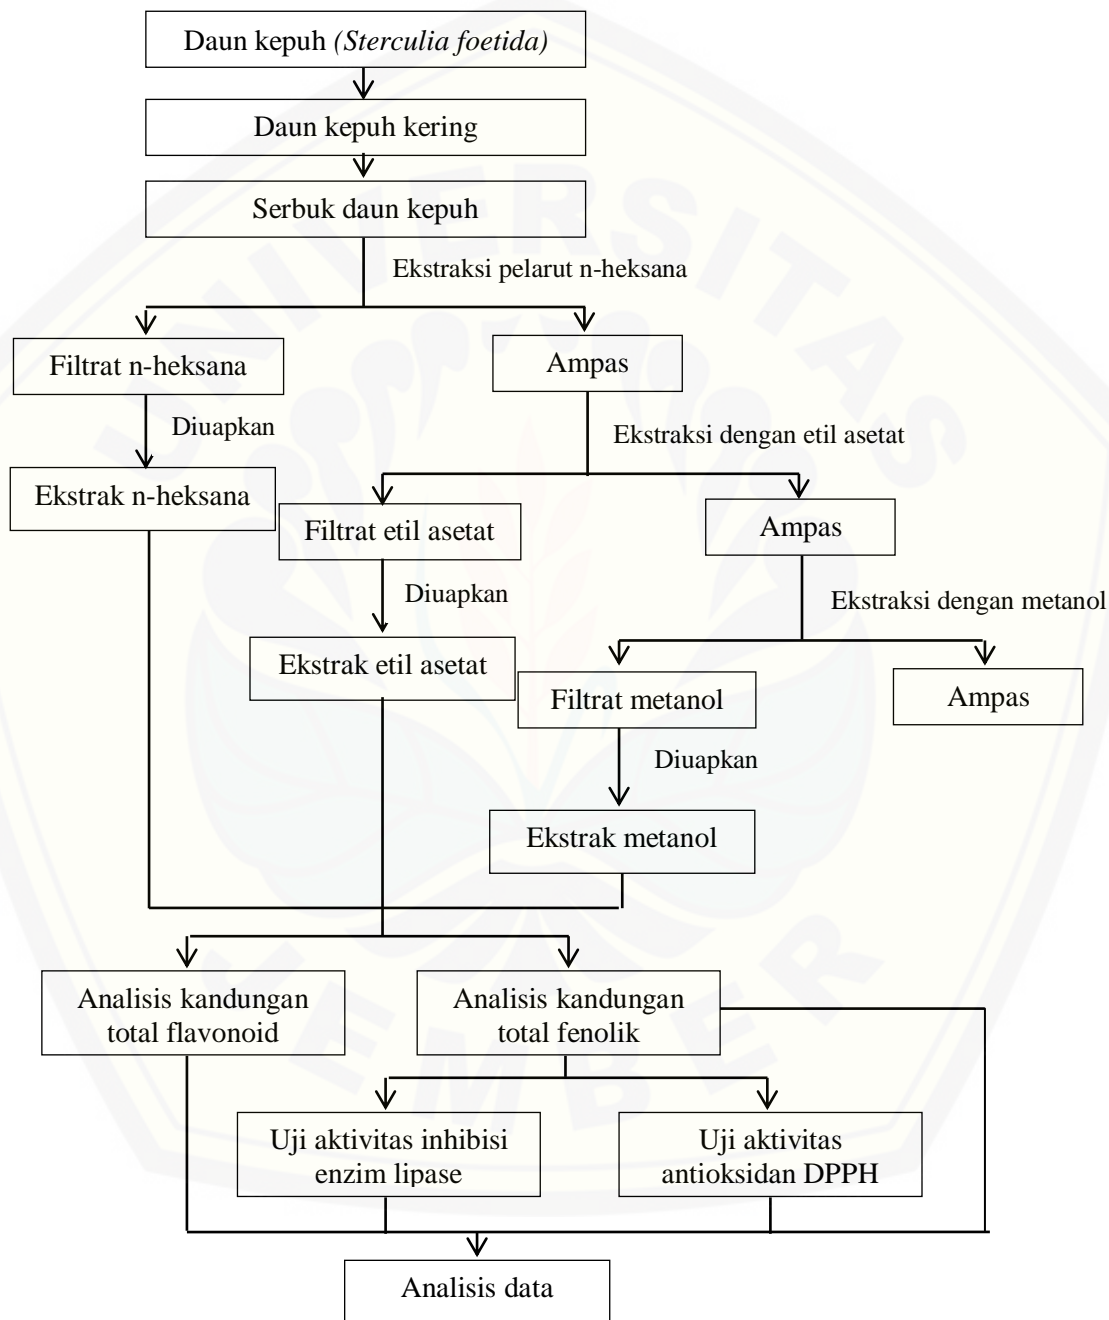 Daun kepuh (Sterculia foetida)
Daun kepuh kering
Serbuk daun kepuh
Ekstraksi pelarut n-heksana
Filtrat n-heksana
Ampas
Diuapkan
Ekstraksi dengan etil asetat
Ekstrak n-heksana
Filtrat etil asetat
Ampas
Diuapkan
Ekstraksi dengan metanol
Ekstrak etil asetat
Filtrat metanol
Ampas
Diuapkan
Ekstrak metanol
Analisis kandungan
total flavonoid
Analisis kandungan
total fenolik
Uji aktivitas inhibisi
enzim lipase
Uji aktivitas
antioksidan DPPH
Analisis data
UNIVERSITAS
JEMBER